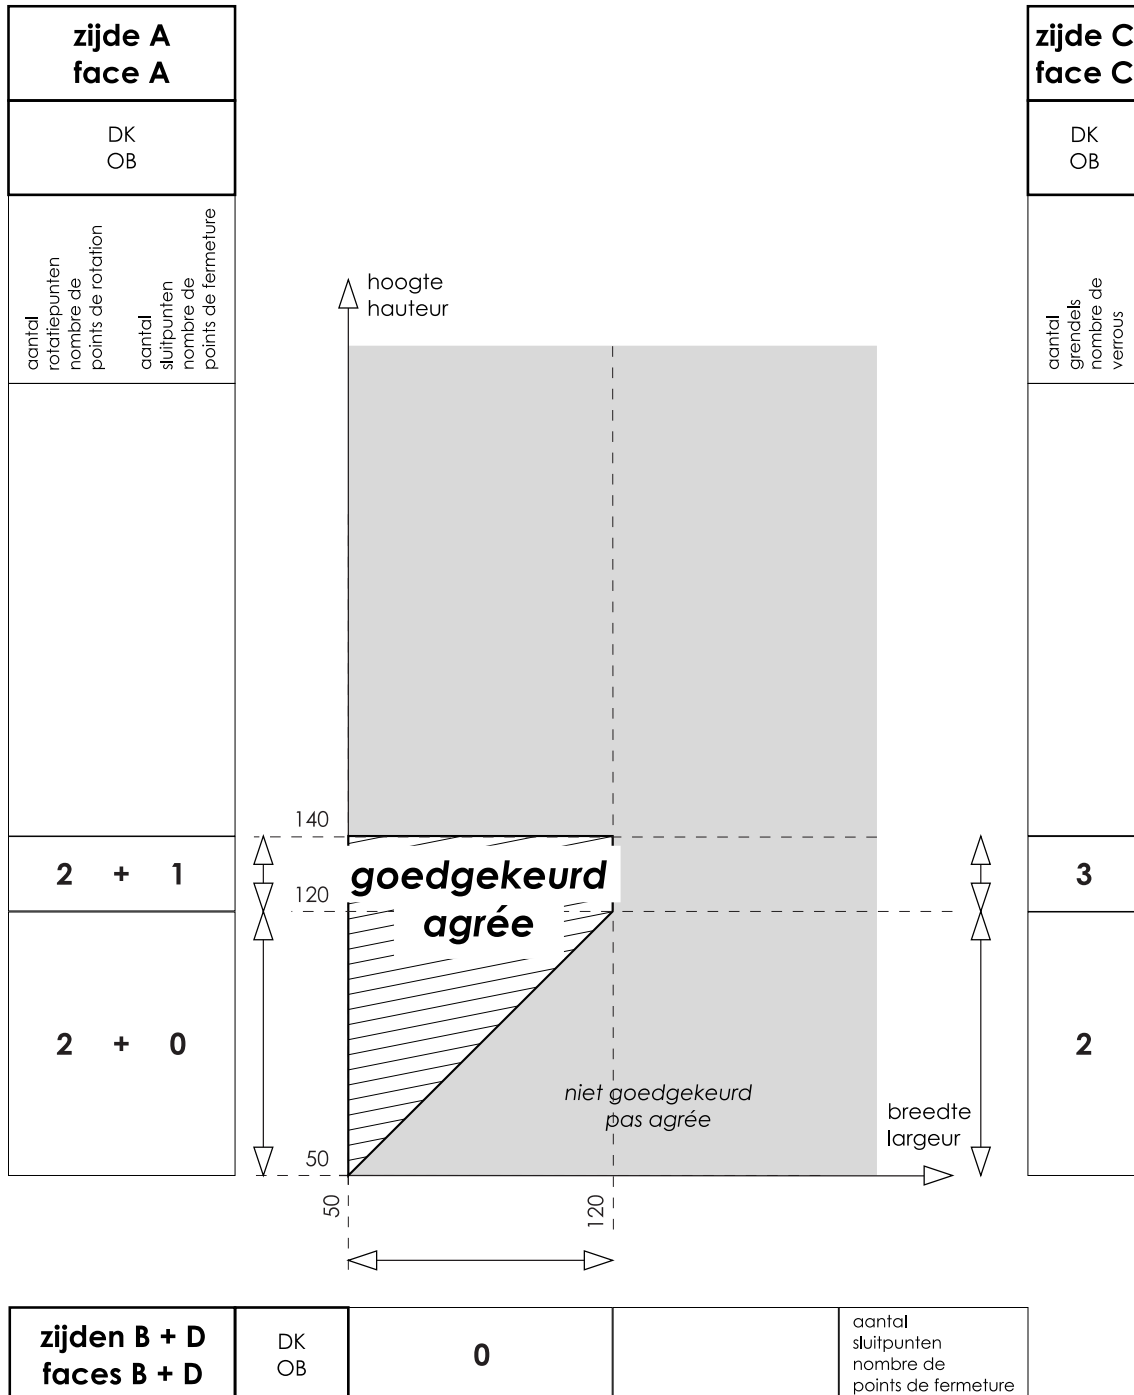 zijde A
face A
DK
OB
aantal
rotatiepunten
nombre de
points de rotation
aantal
sluitpunten
nombre de
points de fermeture
zijde C
face C
DK
OB
aantal
grendels
nombre de
verrous
hoogte
hauteur
140
2 + 1
goedgekeurd
agrée
120
3
2 + 0
2
niet goedgekeurd
pas agrée
breedte
largeur
50
50
120
zijden B + D
faces B + D
DK
OB
0
aantal
sluitpunten
nombre de
points de fermeture